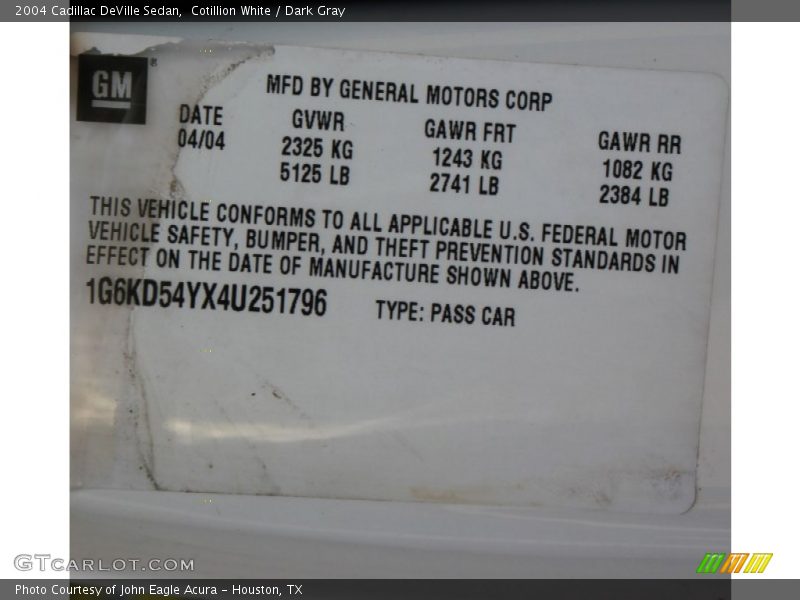 2004 Cadillac DeVille Sedan,  Cotillion White / Dark Gray
GM®
MFD BY GENERAL MOTORS CORP
DATE GVWR GAWR FRT GAWR RR
04/04 2325 KG 1243 KG 1082 KG
5125 LB 2741 LB 2384 LB
THIS VEHICLE CONFORMS TO ALL APPLICABLE U.S. FEDERAL MOTOR
VEHICLE SAFETY, BUMPER, AND THEFT PREVENTION STANDARDS IN
EFFECT ON THE DATE OF MANUFACTURE SHOWN ABOVE.
1G6KD54YX4U251796 TYPE: PASS CAR
GTCARLOT.COM
Photo Courtesy of John Eagle Acura - Houston, TX